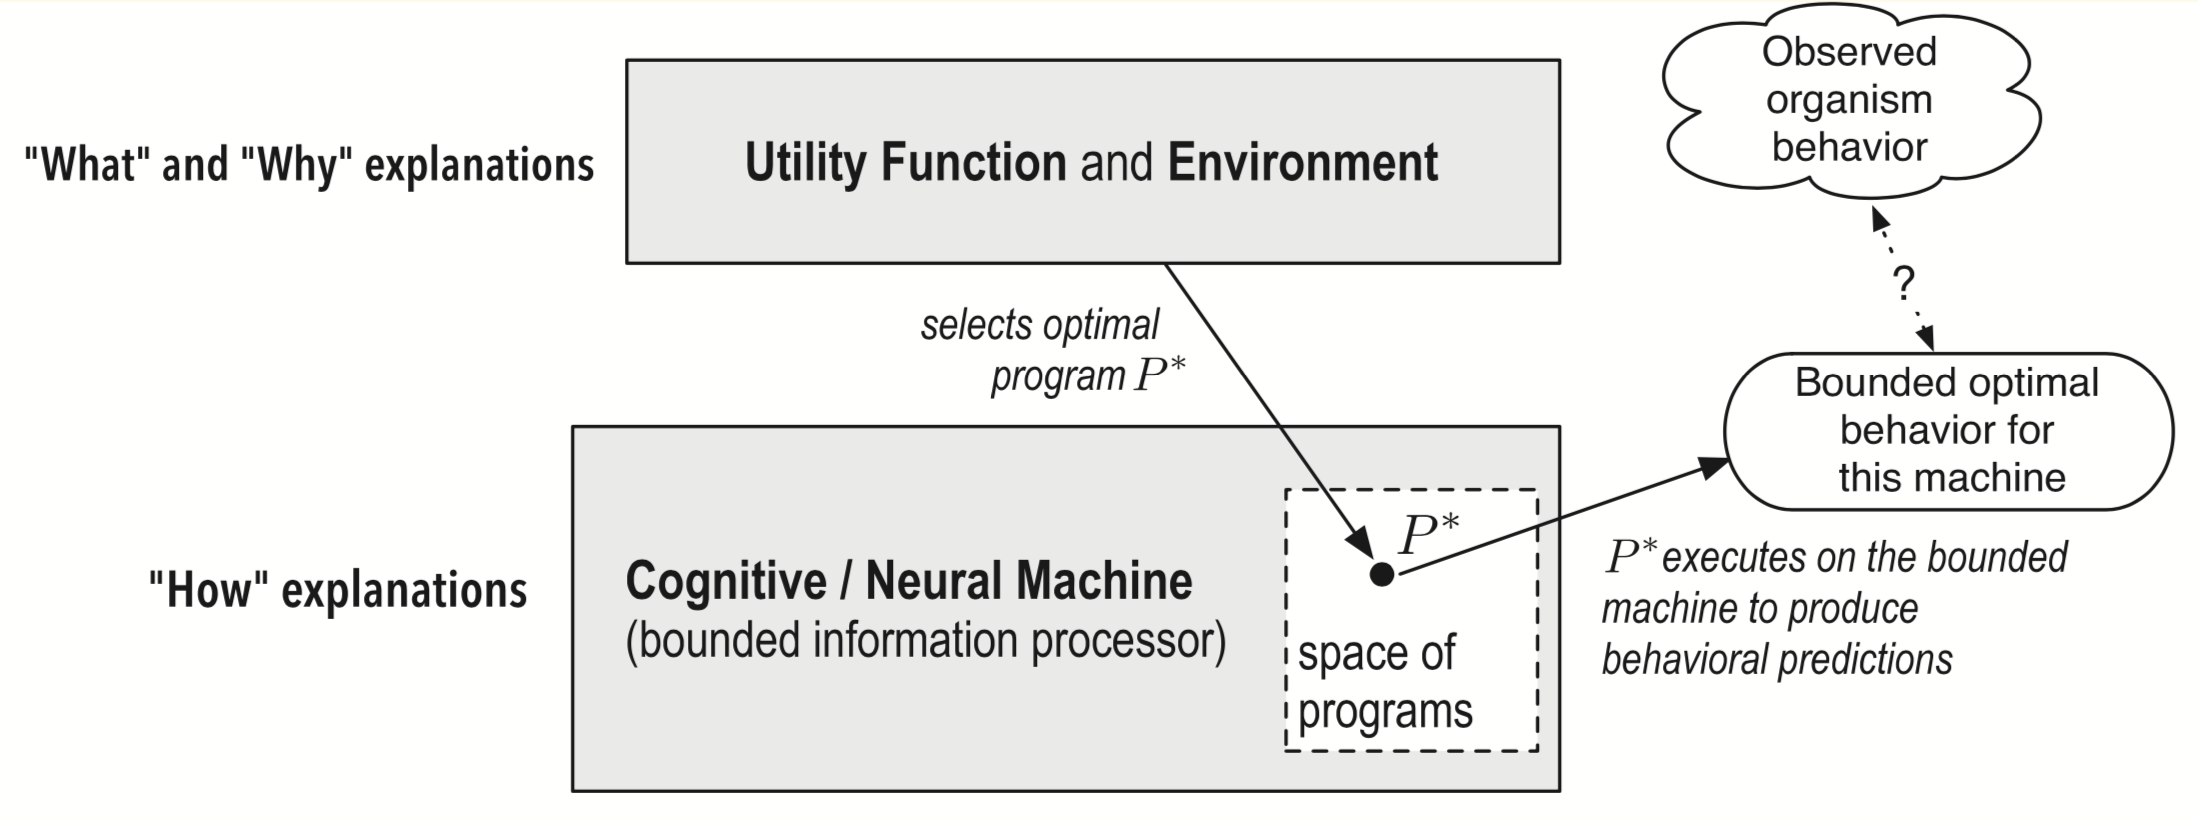 Observed
organism
behavior
"What" and "Why" explanations
Utility Function and Environment
?
selects optimal
program P*
Bounded optimal
behavior for
this machine
"How" explanations
Cognitive / Neural Machine
(bounded information processor)
P*
space of
programs
P* executes on the bounded
machine to produce
behavioral predictions